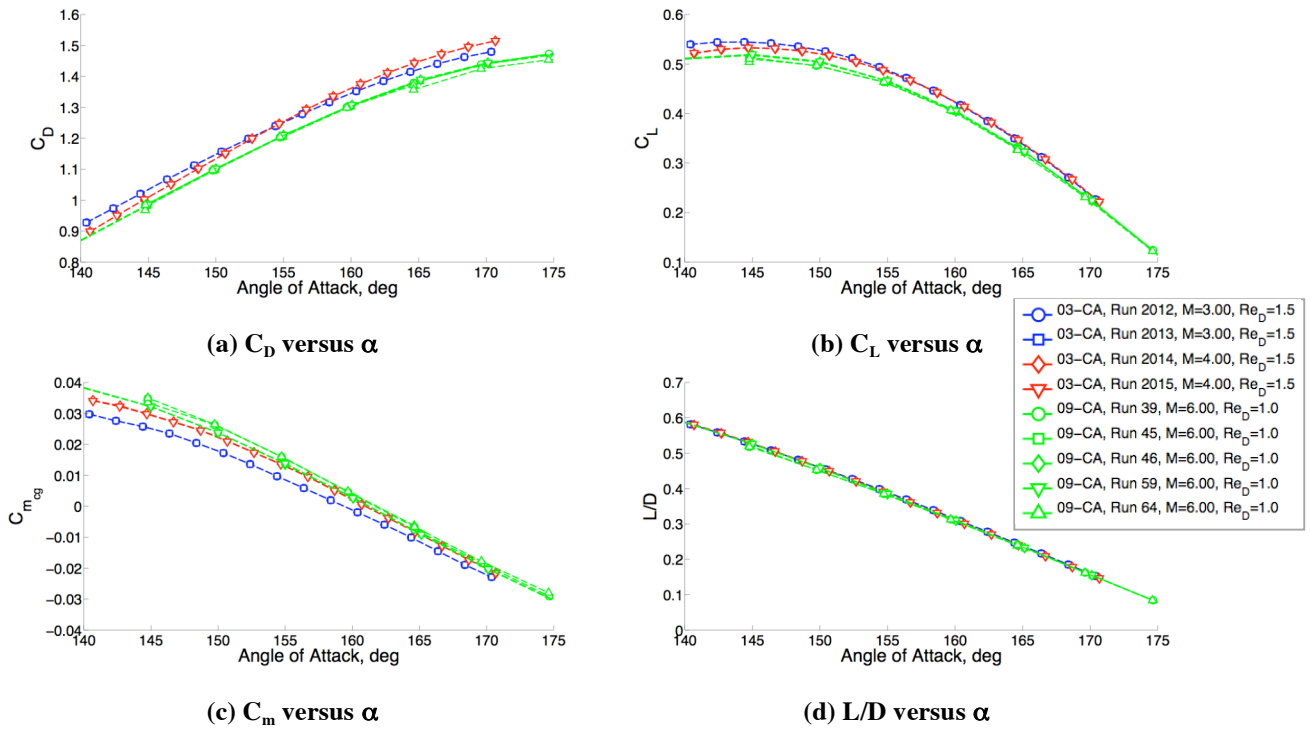 1.6
1.5
1.4
1.3
1.2
1.1
1
0.9
0.8
C_D
140 145 150 155 160 165 170 175
Angle of Attack, deg
(a) C_D versus α
0.6
0.5
0.4
0.3
0.2
0.1
C_L
140 145 150 155 160 165 170 175
Angle of Attack, deg
(b) C_L versus α
03-CA, Run 2012, M=3.00, Re_D=1.5
03-CA, Run 2013, M=3.00, Re_D=1.5
03-CA, Run 2014, M=4.00, Re_D=1.5
03-CA, Run 2015, M=4.00, Re_D=1.5
09-CA, Run 39, M=6.00, Re_D=1.0
09-CA, Run 45, M=6.00, Re_D=1.0
09-CA, Run 46, M=6.00, Re_D=1.0
09-CA, Run 59, M=6.00, Re_D=1.0
09-CA, Run 64, M=6.00, Re_D=1.0
0.04
0.03
0.02
0.01
0
−0.01
−0.02
−0.03
−0.04
C_m_cg
140 145 150 155 160 165 170 175
Angle of Attack, deg
(c) C_m versus α
0.7
0.6
0.5
0.4
0.3
0.2
0.1
0
L/D
140 145 150 155 160 165 170 175
Angle of Attack, deg
(d) L/D versus α